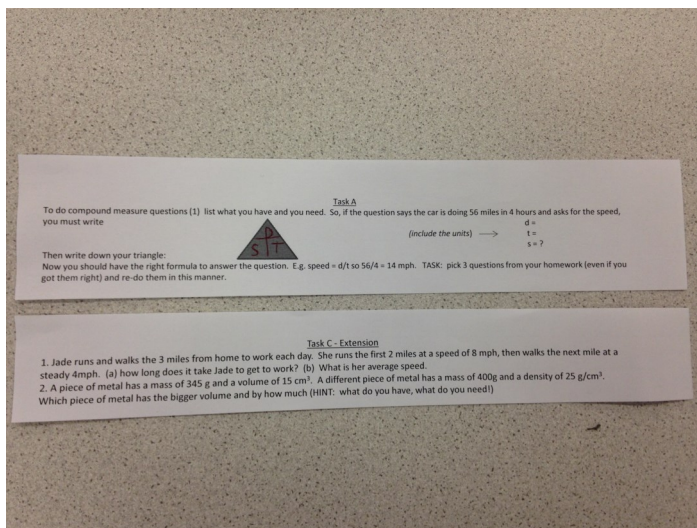 Task A
To do compound measure questions (1) list what you have and you need. So, if the question says the car is doing 56 miles in 4 hours and asks for the speed,
you must write
(include the units)
d =
t =
s = ?
D
S T
Then write down your triangle:
Now you should have the right formula to answer the question. E.g. speed = d/t so 56/4 = 14 mph. TASK: pick 3 questions from your homework (even if you
got them right) and re-do them in this manner.
Task C - Extension
1. Jade runs and walks the 3 miles from home to work each day. She runs the first 2 miles at a speed of 8 mph, then walks the next mile at a
steady 4mph. (a) how long does it take Jade to get to work? (b) What is her average speed.
2. A piece of metal has a mass of 345 g and a volume of 15 cm³. A different piece of metal has a mass of 400g and a density of 25 g/cm³.
Which piece of metal has the bigger volume and by how much (HINT: what do you have, what do you need!)